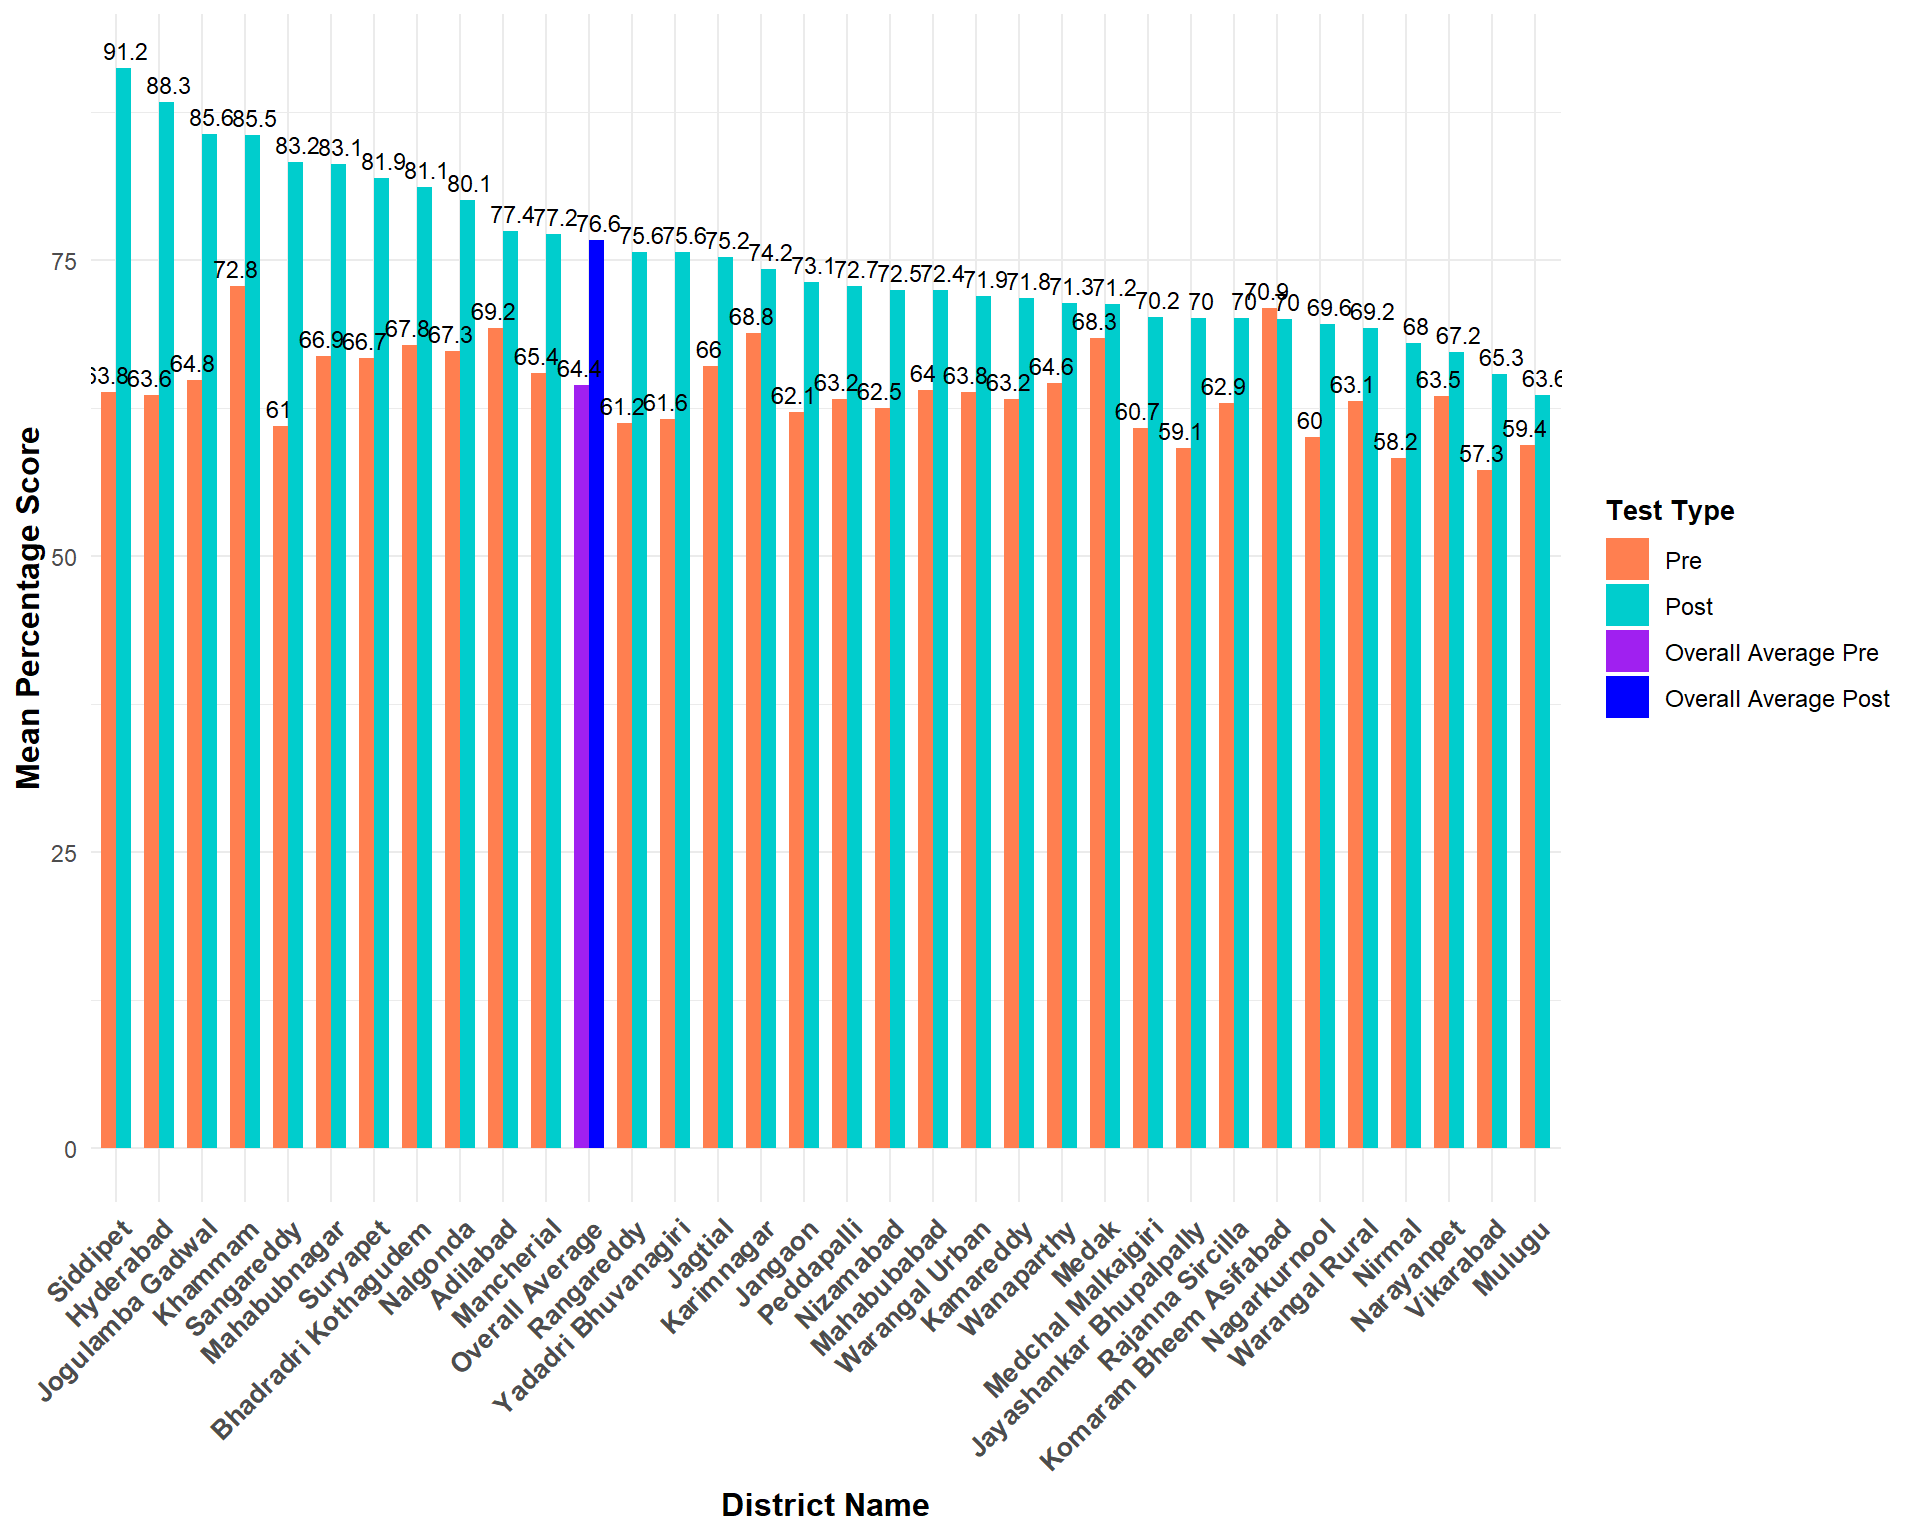 91.2
88.3
85.6
85.5
83.2
83.1
81.9
81.1
80.1
77.4
77.2
76.6
75.6
75.6
75.2
74.2
73.1
72.7
72.5
72.4
71.9
71.8
71.3
71.2
70.2
70
70
70
69.6
69.2
68
67.2
65.3
63.6
63.8
63.6
64.8
72.8
61
66.9
66.7
67.8
67.3
69.2
65.4
64.4
61.2
61.6
66
68.8
62.1
63.2
62.5
64
63.8
63.2
64.6
68.3
60.7
59.1
62.9
70.9
60
63.1
58.2
63.5
57.3
59.4
75
50
25
0
Mean Percentage Score
Siddipet
Hyderabad
Jogulamba Gadwal
Khammam
Sangareddy
Mahabubnagar
Suryapet
Bhadradri Kothagudem
Nalgonda
Adilabad
Mancherial
Overall Average
Rangareddy
Yadadri Bhuvanagiri
Jagtial
Karimnagar
Jangaon
Peddapalli
Nizamabad
Mahabubabad
Warangal Urban
Kamareddy
Wanaparthy
Medak
Medchal Malkajgiri
Jayashankar Bhupalpally
Rajanna Sircilla
Komaram Bheem Asifabad
Nagarkurnool
Warangal Rural
Nirmal
Narayanpet
Vikarabad
Mulugu
District Name
Test Type
Pre
Post
Overall Average Pre
Overall Average Post